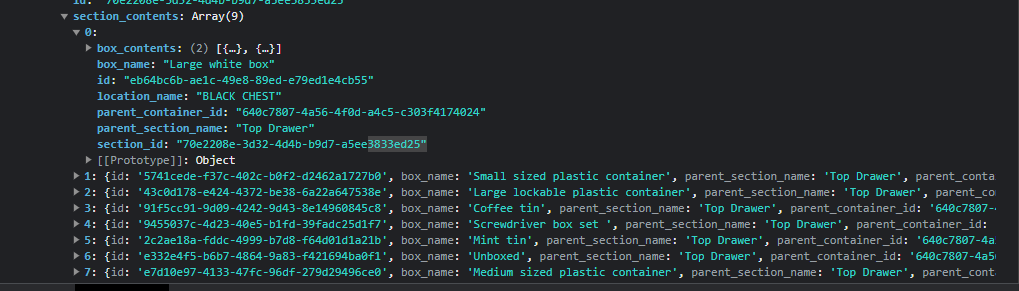 id: "70e2208e-3d32-4d4b-b9d7-a5ee3833ed25"
section_contents: Array(9)
0:
box_contents: (2) [{…}, {…}]
box_name: "Large white box"
id: "eb64bc6b-ae1c-49e8-89ed-e79ed1e4cb55"
location_name: "BLACK CHEST"
parent_container_id: "640c7807-4a56-4f0d-a4c5-c303f4174024"
parent_section_name: "Top Drawer"
section_id: "70e2208e-3d32-4d4b-b9d7-a5ee3833ed25"
[[Prototype]]: Object
1: {id: '5741cede-f37c-402c-b0f2-d2462a1727b0', box_name: 'Small sized plastic container', parent_section_name: 'Top Drawer', parent_conta
2: {id: '43c0d178-e424-4372-be38-6a22a647538e', box_name: 'Large lockable plastic container', parent_section_name: 'Top Drawer', parent_co
3: {id: '91f5cc91-9d09-4242-9d43-8e14960845c8', box_name: 'Coffee tin', parent_section_name: 'Top Drawer', parent_container_id: '640c7807-4
4: {id: '9455037c-4d23-40e5-b1fd-39fadc25d1f7', box_name: 'Screwdriver box set ', parent_section_name: 'Top Drawer', parent_container_id:
5: {id: '2c2ae18a-fddc-4999-b7d8-f64d01d1a21b', box_name: 'Mint tin', parent_section_name: 'Top Drawer', parent_container_id: '640c7807-4a
6: {id: 'e332e4f5-b6b7-4864-9a83-f421694ba0f1', box_name: 'Unboxed', parent_section_name: 'Top Drawer', parent_container_id: '640c7807-4a5
7: {id: 'e7d10e97-4133-47fc-96df-279d29496ce0', box_name: 'Medium sized plastic container', parent_section_name: 'Top Drawer', parent_cont